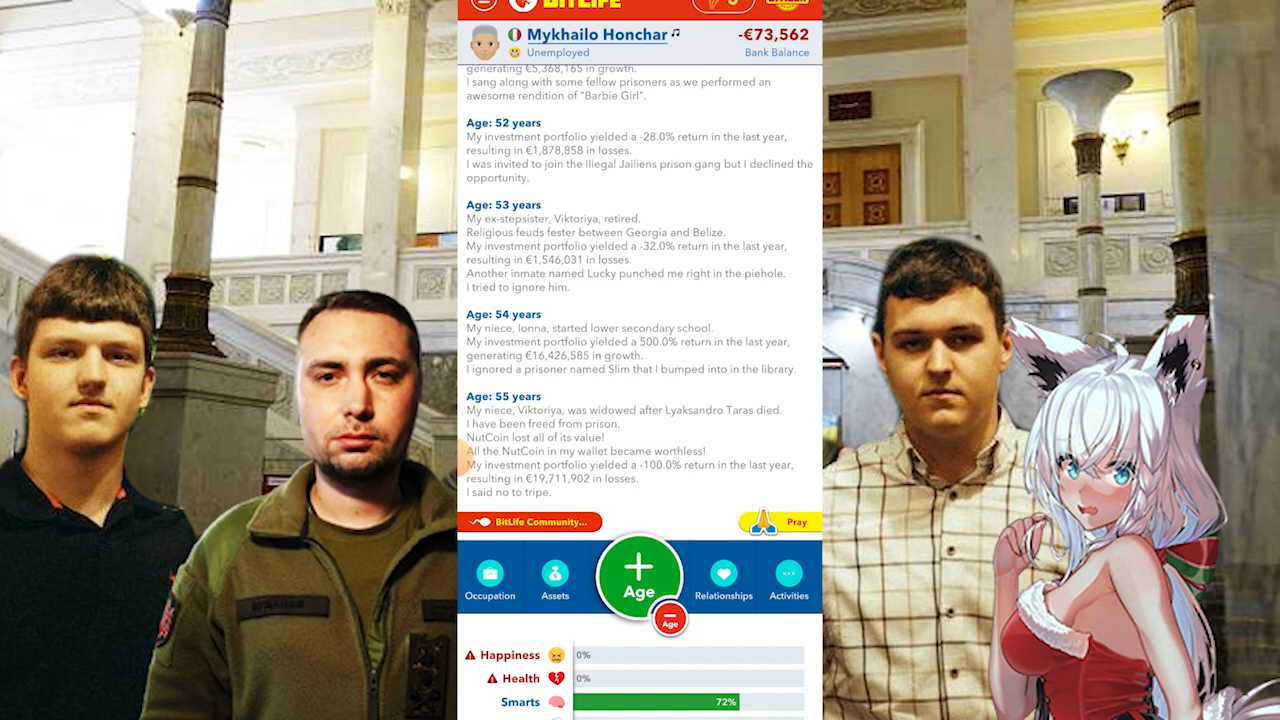 BitLife
Mykhailo Honchar
-€73,562
Unemployed
Bank Balance
generating €5,368,165 in growth.
I sang along with some fellow prisoners as we performed an
awesome rendition of "Barbie Girl".
Age: 52 years
My investment portfolio yielded a -28.0% return in the last year,
resulting in €1,878,858 in losses.
I was invited to join the Illegal Jailiens prison gang but I declined the
opportunity.
Age: 53 years
My ex-stepsister, Viktoriya, retired.
Religious feuds fester between Georgia and Belize.
My investment portfolio yielded a -32.0% return in the last year,
resulting in €1,546,031 in losses.
Another inmate named Lucky punched me right in the piehole.
I tried to ignore him.
Age: 54 years
My niece, Ionna, started lower secondary school.
My investment portfolio yielded a 500.0% return in the last year,
generating €16,426,585 in growth.
I ignored a prisoner named Slim that I bumped into in the library.
Age: 55 years
My niece, Viktoriya, was widowed after Lyaksandro Taras died.
I have been freed from prison.
NutCoin lost all of its value!
All the NutCoin in my wallet became worthless!
My investment portfolio yielded a -100.0% return in the last year,
resulting in €19,711,902 in losses.
I said no to tripe.
BitLife Community...
Pray
Occupation
Assets
Age
Relationships
Activities
Age
Happiness
0%
Health
0%
Smarts
72%